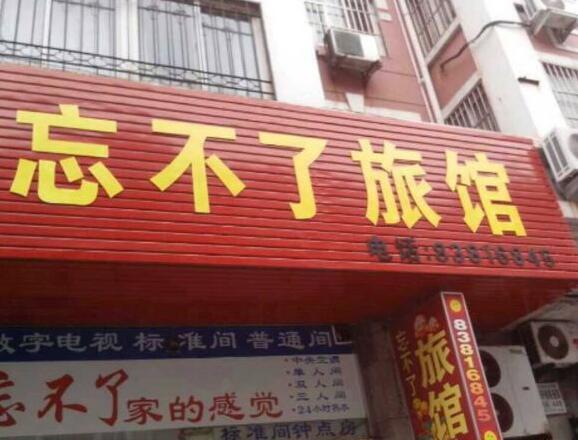 忘不了旅馆
电话:83816845
数字电视 标准间 普通间
忘不了家的感觉
·中央空调
·单人间
·双人间
·三人间
·24小时热水
标准间钟点房
忘不了
旅馆
83816845